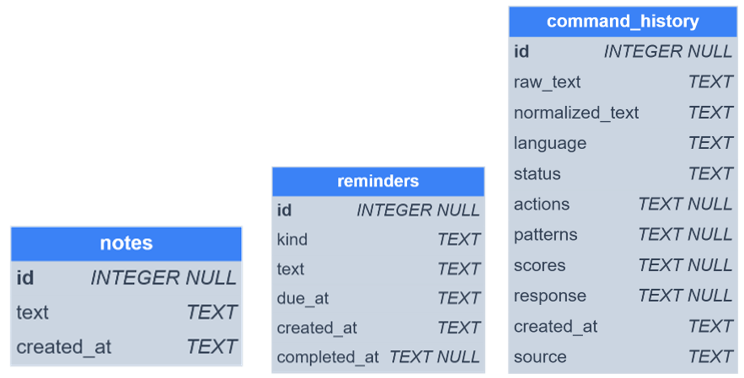 notes
id INTEGER NULL
text TEXT
created_at TEXT
reminders
id INTEGER NULL
kind TEXT
text TEXT
due_at TEXT
created_at TEXT
completed_at TEXT NULL
command_history
id INTEGER NULL
raw_text TEXT
normalized_text TEXT
language TEXT
status TEXT
actions TEXT NULL
patterns TEXT NULL
scores TEXT NULL
response TEXT NULL
created_at TEXT
source TEXT